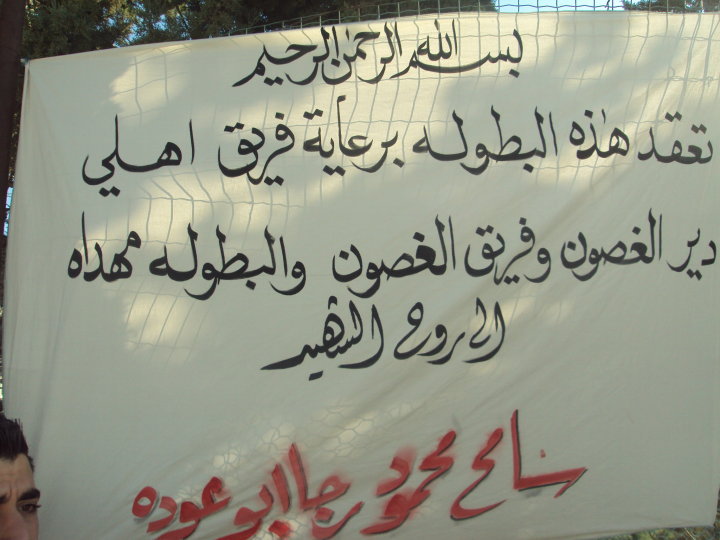 بسم الله الرحمن الرحيم
تعقد هذه البطوله برعاية فريق اهلي
دير الغصون وفريق الغصون والبطوله مهداه
الى روح الشهيد
سامح محمود رجا ابو عوده